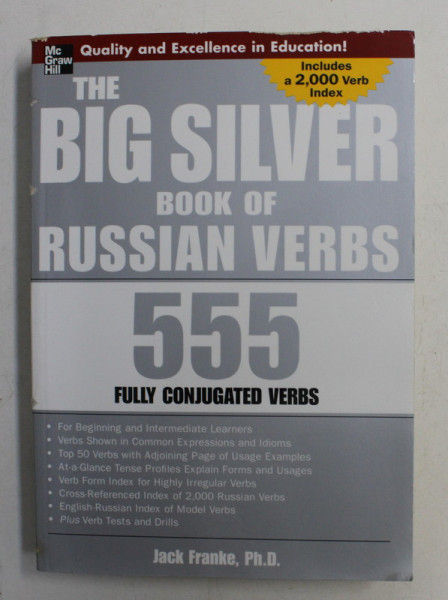 Mc
Graw
Hill
Quality and Excellence in Education!
Includes
a 2,000 Verb
Index
THE
BIG SILVER
BOOK OF
RUSSIAN VERBS
555
FULLY CONJUGATED VERBS
• For Beginning and Intermediate Learners
• Verbs Shown in Common Expressions and Idioms
• Top 50 Verbs with Adjoining Page of Usage Examples
• At-a-Glance Tense Profiles Explain Forms and Usages
• Verb Form Index for Highly Irregular Verbs
• Cross-Referenced Index of 2,000 Russian Verbs
• English-Russian Index of Model Verbs
• Plus Verb Tests and Drills
Jack Franke, Ph.D.